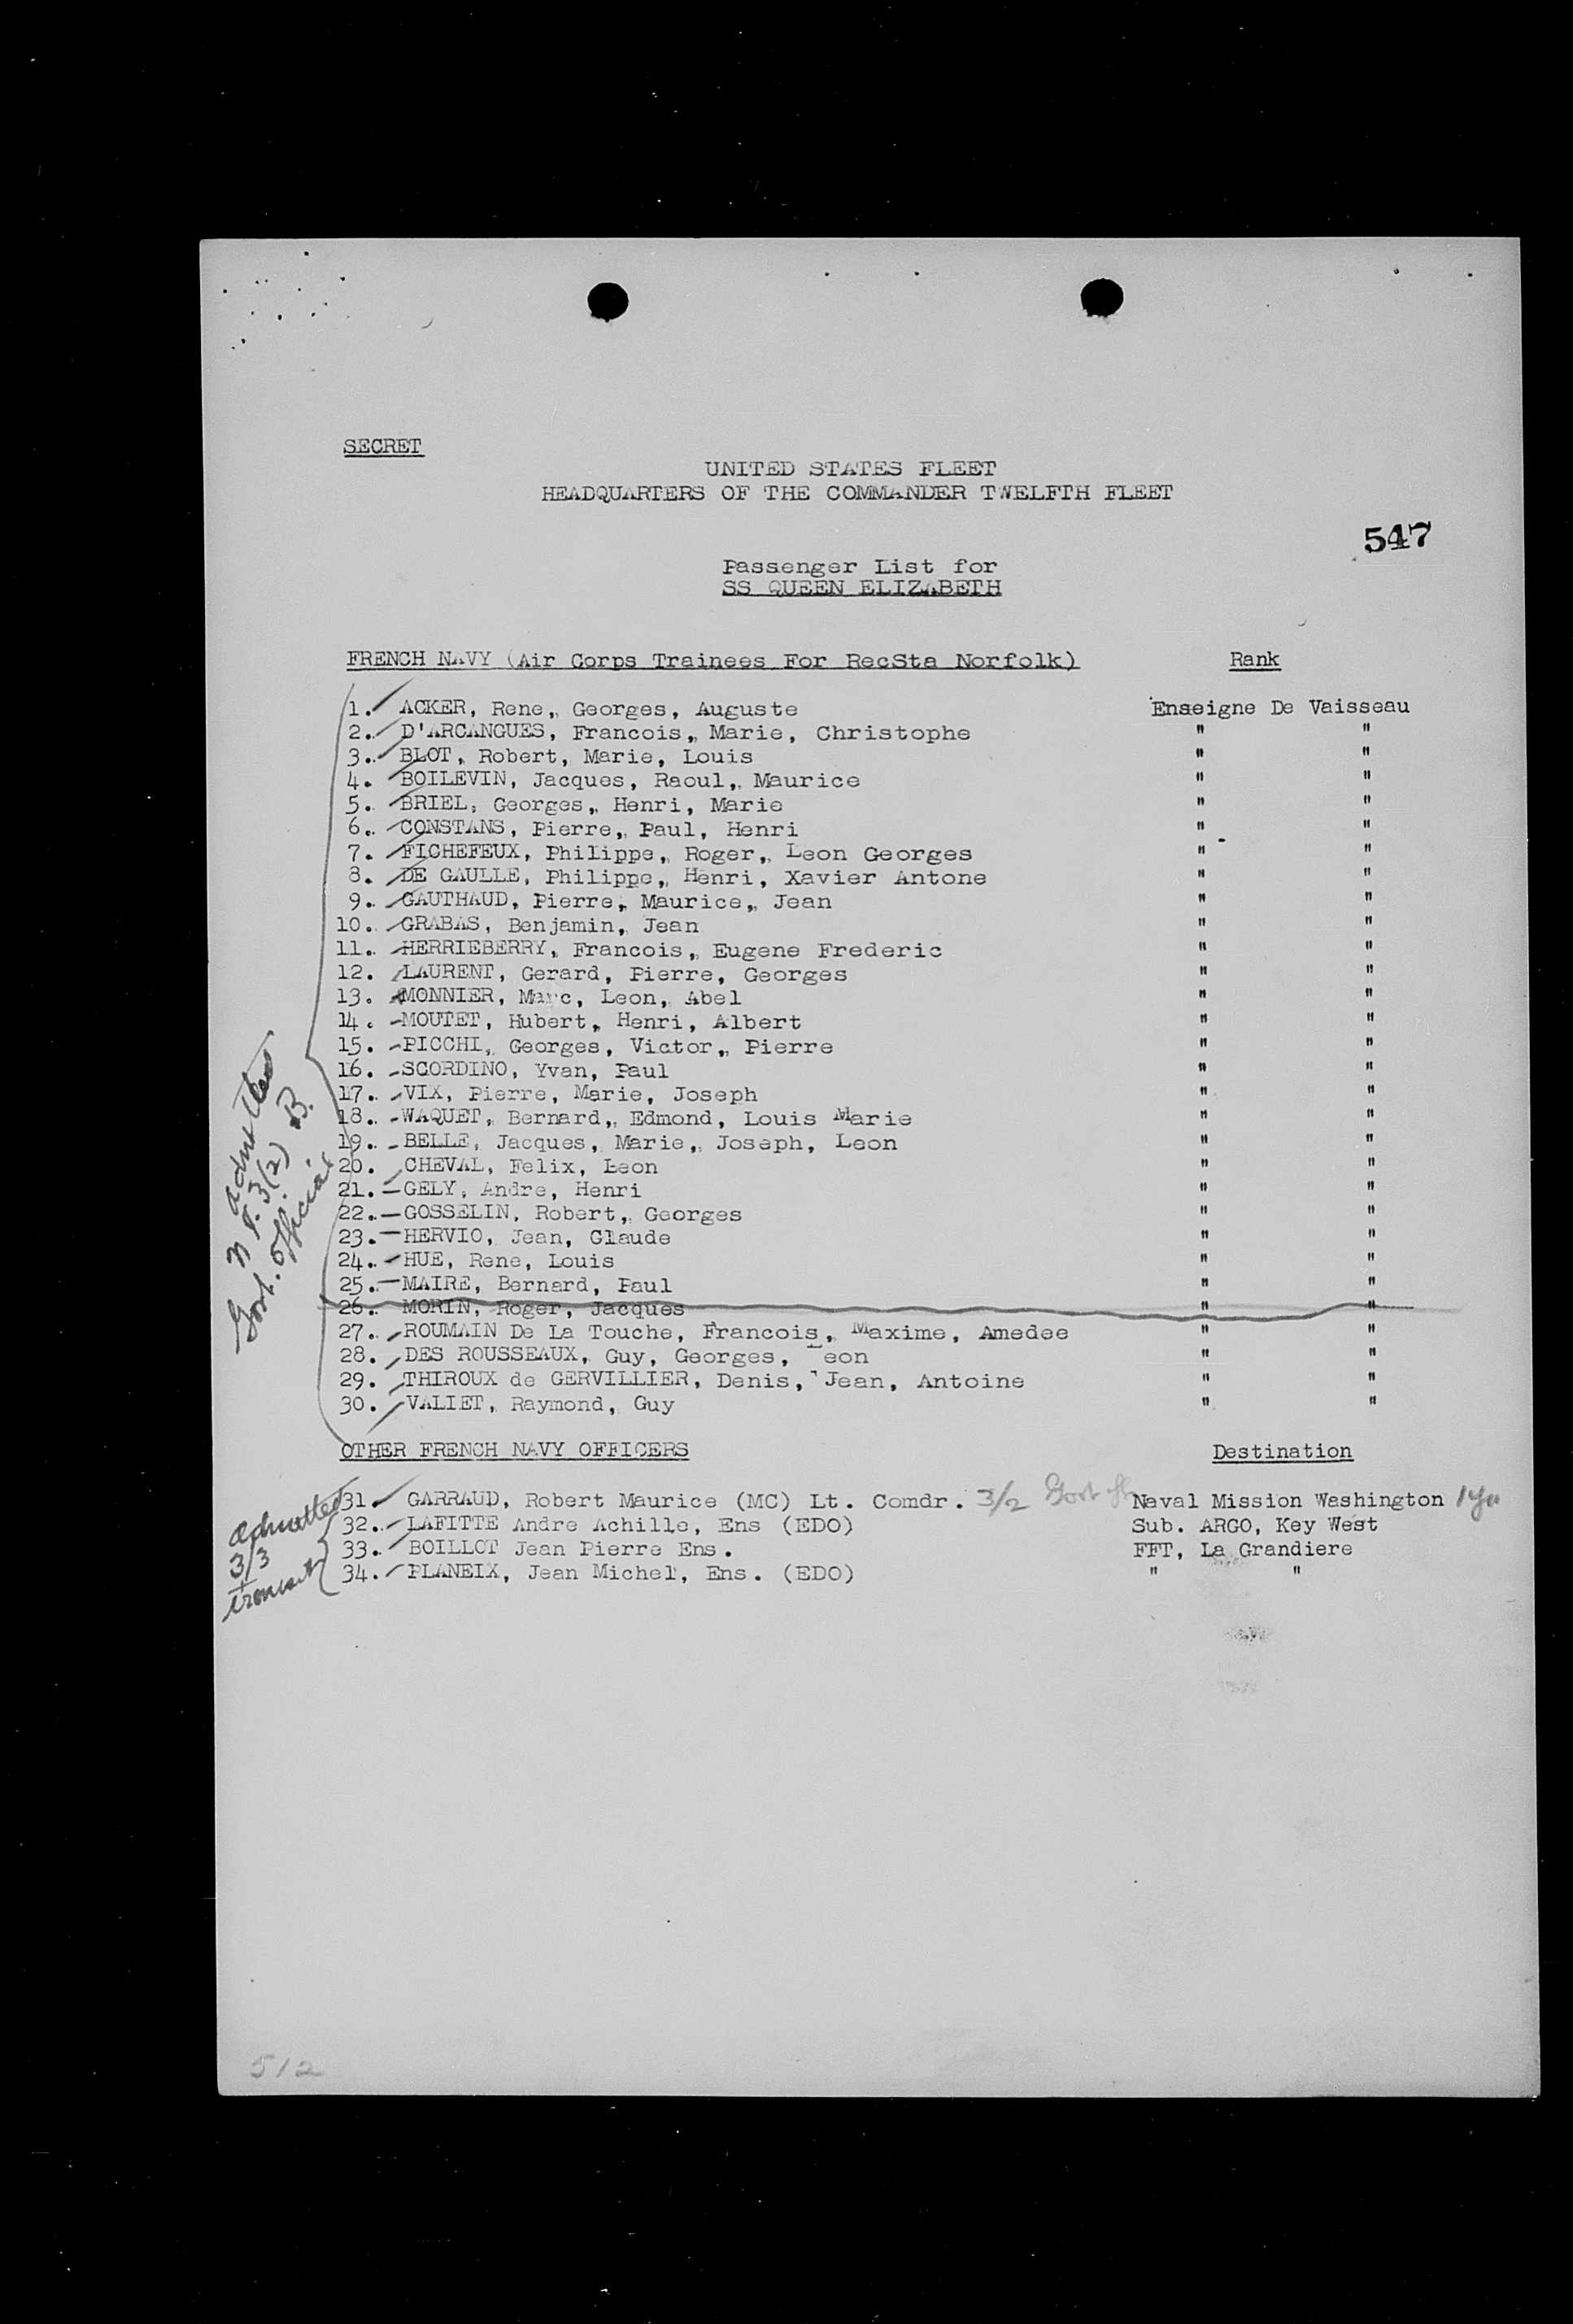 SECRET
UNITED STATES FLEET
HEADQUARTERS OF THE COMMANDER TWELFTH FLEET
547
Passenger List for
SS QUEEN ELIZABETH
FRENCH NAVY (Air Corps Trainees For RecSta Norfolk) Rank
1. ACKER, Rene, Georges, Auguste Enseigne De Vaisseau
2. D'ARCANGUES, Francois, Marie, Christophe " "
3. BLOT, Robert, Marie, Louis " "
4. BOILEVIN, Jacques, Raoul, Maurice " "
5. BRIEL, Georges, Henri, Marie " "
6. CONSTANS, Pierre, Paul, Henri " "
7. FICHEFEUX, Philippe, Roger, Leon Georges " "
8. DE GAULLE, Philippe, Henri, Xavier Antone " "
9. GAUTHAUD, Pierre, Maurice, Jean " "
10. GRABAS, Benjamin, Jean " "
11. HERRIEBERRY, Francois, Eugene Frederic " "
12. LAURENT, Gerard, Pierre, Georges " "
13. MONNIER, Marc, Leon, Abel " "
14. MOUTET, Hubert, Henri, Albert " "
15. PICCHI, Georges, Victor, Pierre " "
16. SCORDINO, Yvan, Paul " "
17. VIX, Pierre, Marie, Joseph " "
18. WAQUET, Bernard, Edmond, Louis Marie " "
19. BELLE, Jacques, Marie, Joseph, Leon " "
20. CHEVAL, Felix, Leon " "
21. GELY, Andre, Henri " "
22. GOSSELIN, Robert, Georges " "
23. HERVIO, Jean, Claude " "
24. HUE, Rene, Louis " "
25. MAIRE, Bernard, Paul " "
26. MORIN, Roger, Jacques " "
27. ROUMAIN De La Touche, Francois, Maxime, Amedee " "
28. DES ROUSSEAUX, Guy, Georges, Leon " "
29. THIROUX de GERVILLIER, Denis, Jean, Antoine " "
30. VALIET, Raymond, Guy " "
admitted
3(2) B.
Govt. Official
OTHER FRENCH NAVY OFFICERS Destination
31. GARRAUD, Robert Maurice (MC) Lt. Comdr. 3/2 Govt Naval Mission Washington 1
32. LAFITTE Andre Achille, Ens (EDO) Sub. ARGO, Key West
33. BOILLOT Jean Pierre Ens. FFT, La Grandiere
34. PLANEIX, Jean Michel, Ens. (EDO) " "
admitted
3/3
transit
512